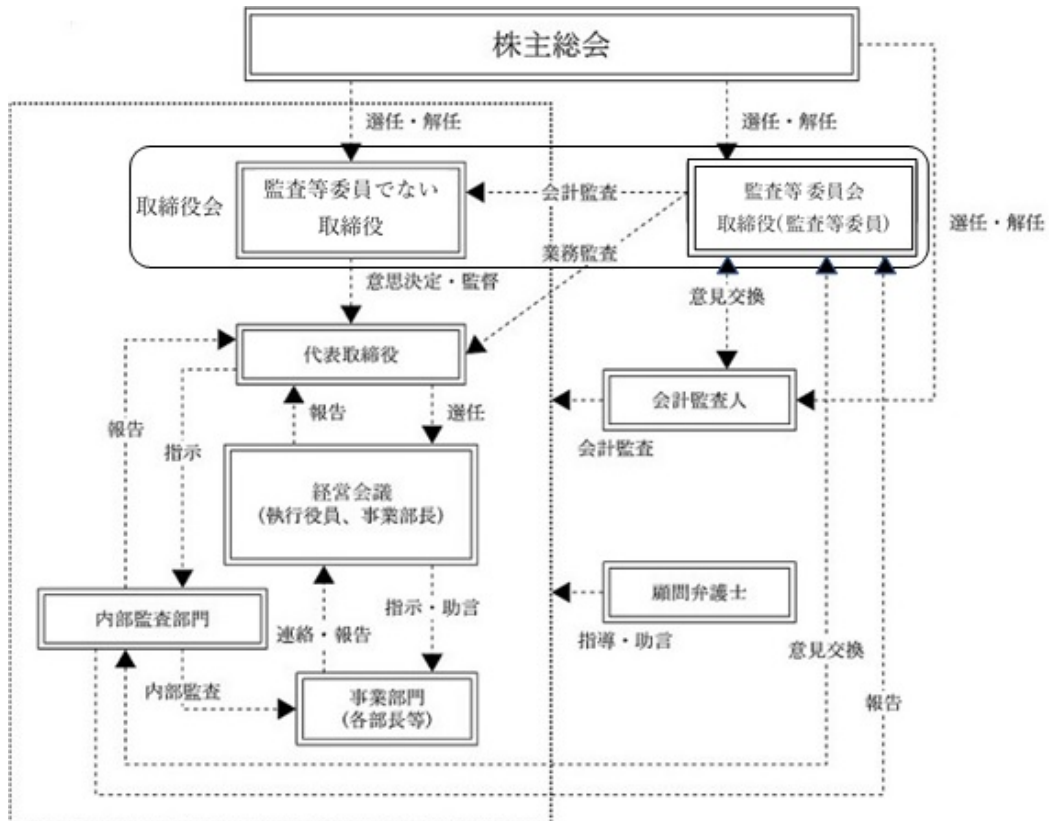 株主総会
選任・解任
選任・解任
監査等委員でない
取締役
取締役会
会計監査
監査等委員会
取締役(監査等委員)
選任・解任
業務監査
意思決定・監督
意見交換
代表取締役
会計監査人
報告
選任
報告
指示
会計監査
経営会議
(執行役員、事業部長)
内部監査部門
指示・助言
連絡・報告
顧問弁護士
指導・助言
意見交換
内部監査
事業部門
(各部長等)
報告